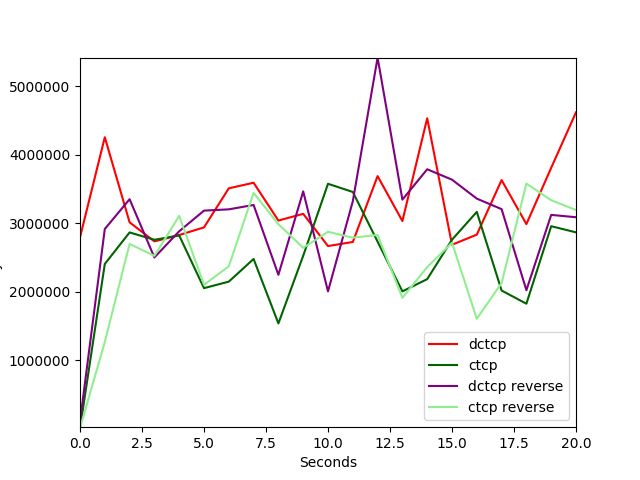 5000000
4000000
3000000
2000000
1000000
0.0 2.5 5.0 7.5 10.0 12.5 15.0 17.5 20.0
Seconds
dctcp
ctcp
dctcp reverse
ctcp reverse